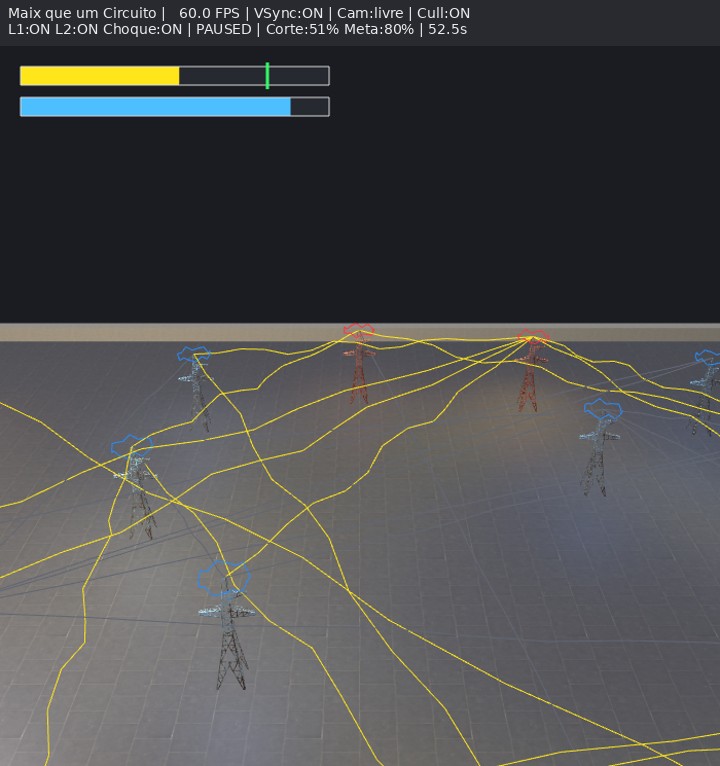 Maix que um Circuito | 60.0 FPS | VSync:ON | Cam:livre | Cull:ON
L1:ON L2:ON Choque:ON | PAUSED | Corte:51% Meta:80% | 52.5s